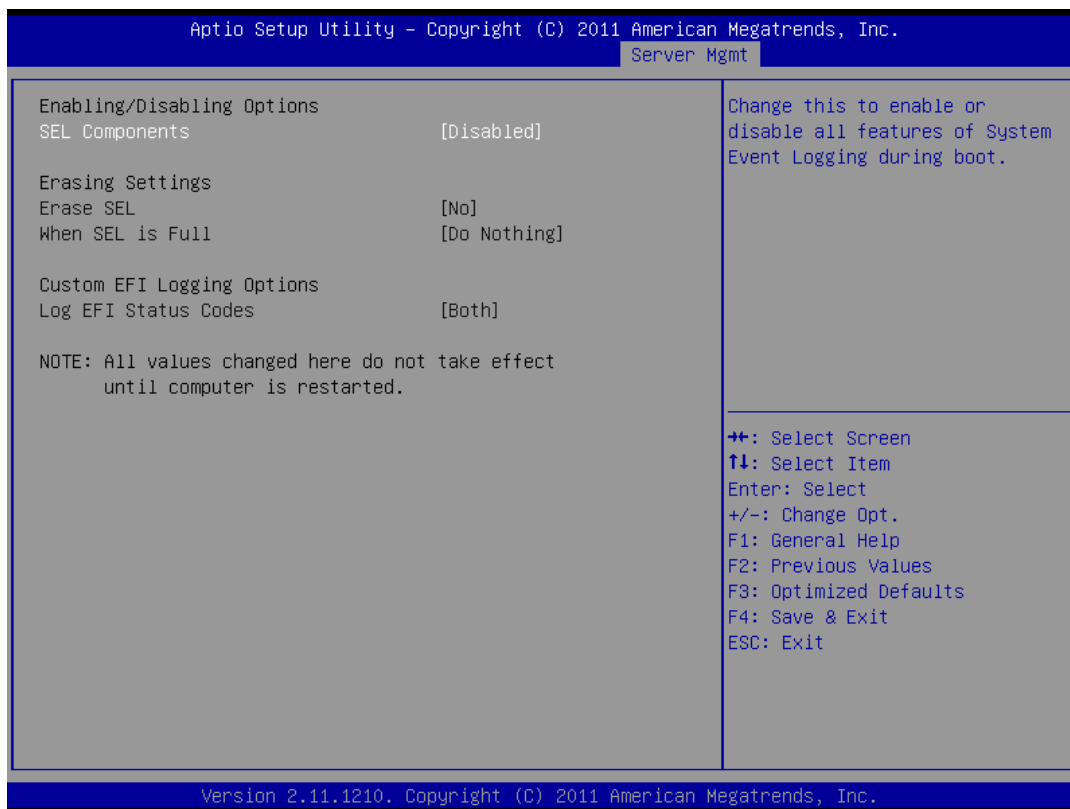 Aptio Setup Utility – Copyright (C) 2011 American Megatrends, Inc.
Server Mgmt
Enabling/Disabling Options
SEL Components [Disabled]
Erasing Settings
Erase SEL [No]
When SEL is Full [Do Nothing]
Custom EFI Logging Options
Log EFI Status Codes [Both]
NOTE: All values changed here do not take effect
until computer is restarted.
Change this to enable or
disable all features of System
Event Logging during boot.
→←: Select Screen
↑↓: Select Item
Enter: Select
+/-: Change Opt.
F1: General Help
F2: Previous Values
F3: Optimized Defaults
F4: Save & Exit
ESC: Exit
Version 2.11.1210. Copyright (C) 2011 American Megatrends, Inc.